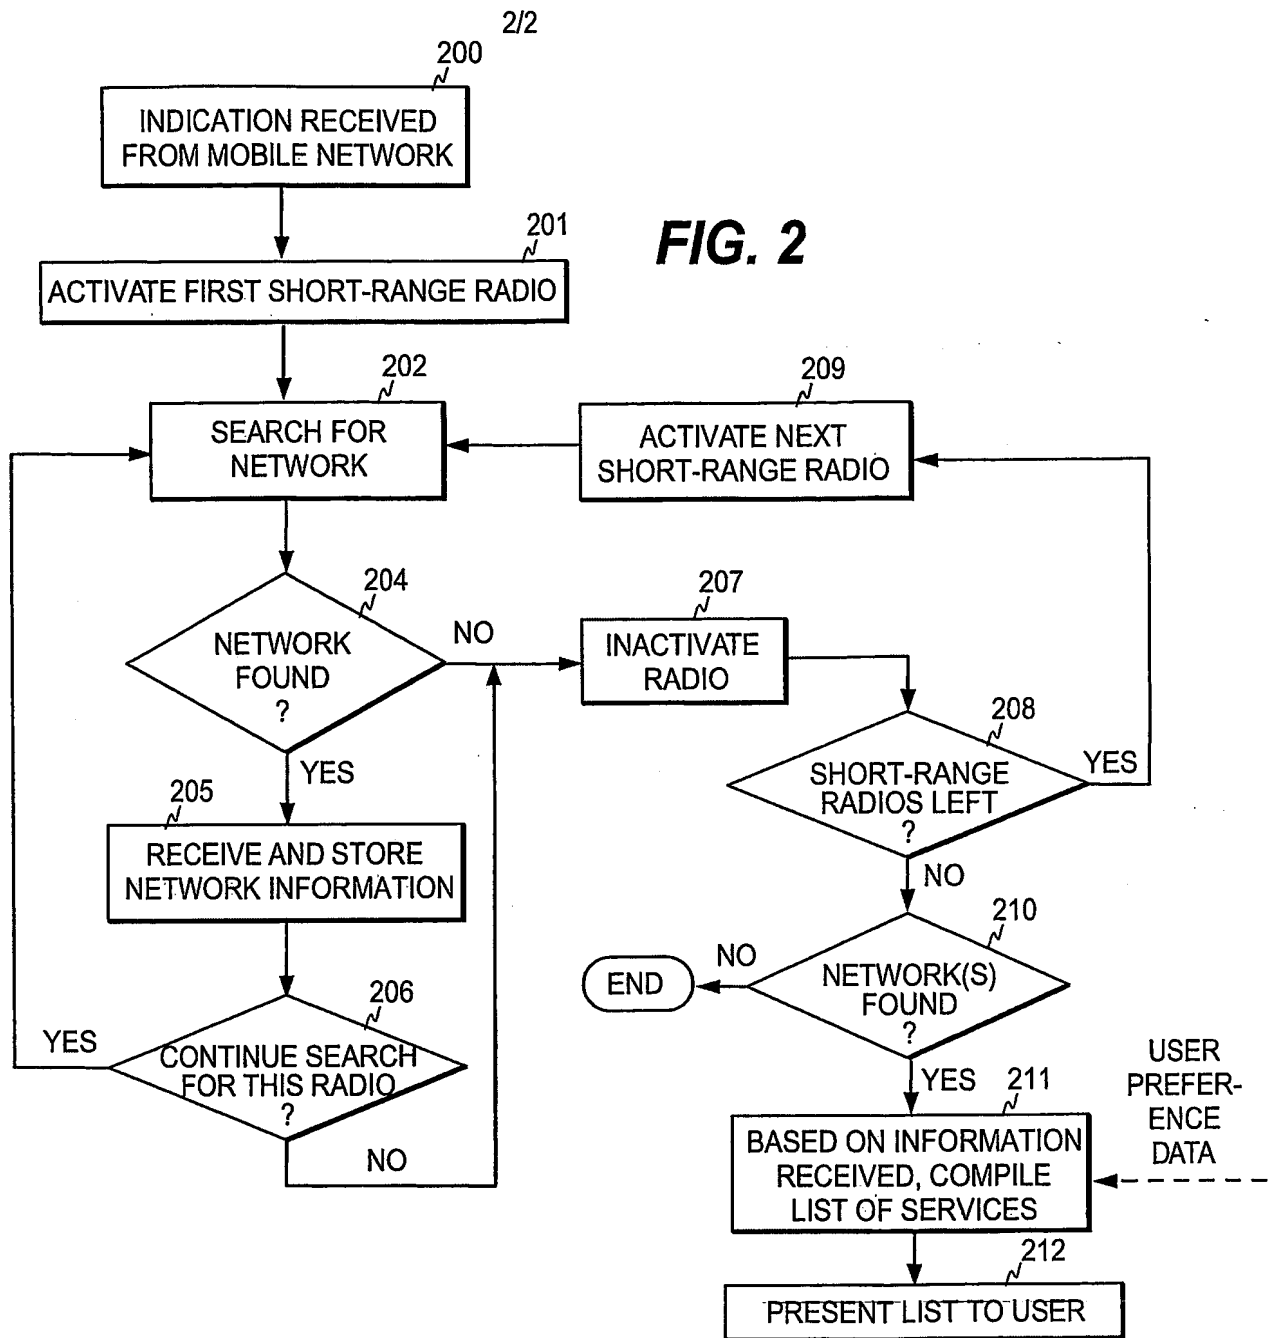 2/2
200
INDICATION RECEIVED
FROM MOBILE NETWORK
201
FIG. 2
ACTIVATE FIRST SHORT-RANGE RADIO
202
SEARCH FOR
NETWORK
209
ACTIVATE NEXT
SHORT-RANGE RADIO
204
NETWORK
FOUND
?
NO
YES
207
INACTIVATE
RADIO
208
SHORT-RANGE
RADIOS LEFT
?
YES
NO
205
RECEIVE AND STORE
NETWORK INFORMATION
206
CONTINUE SEARCH
FOR THIS RADIO
?
YES
NO
210
NETWORK(S)
FOUND
?
NO
END
YES
USER
PREFER-
ENCE
DATA
211
BASED ON INFORMATION
RECEIVED, COMPILE
LIST OF SERVICES
212
PRESENT LIST TO USER